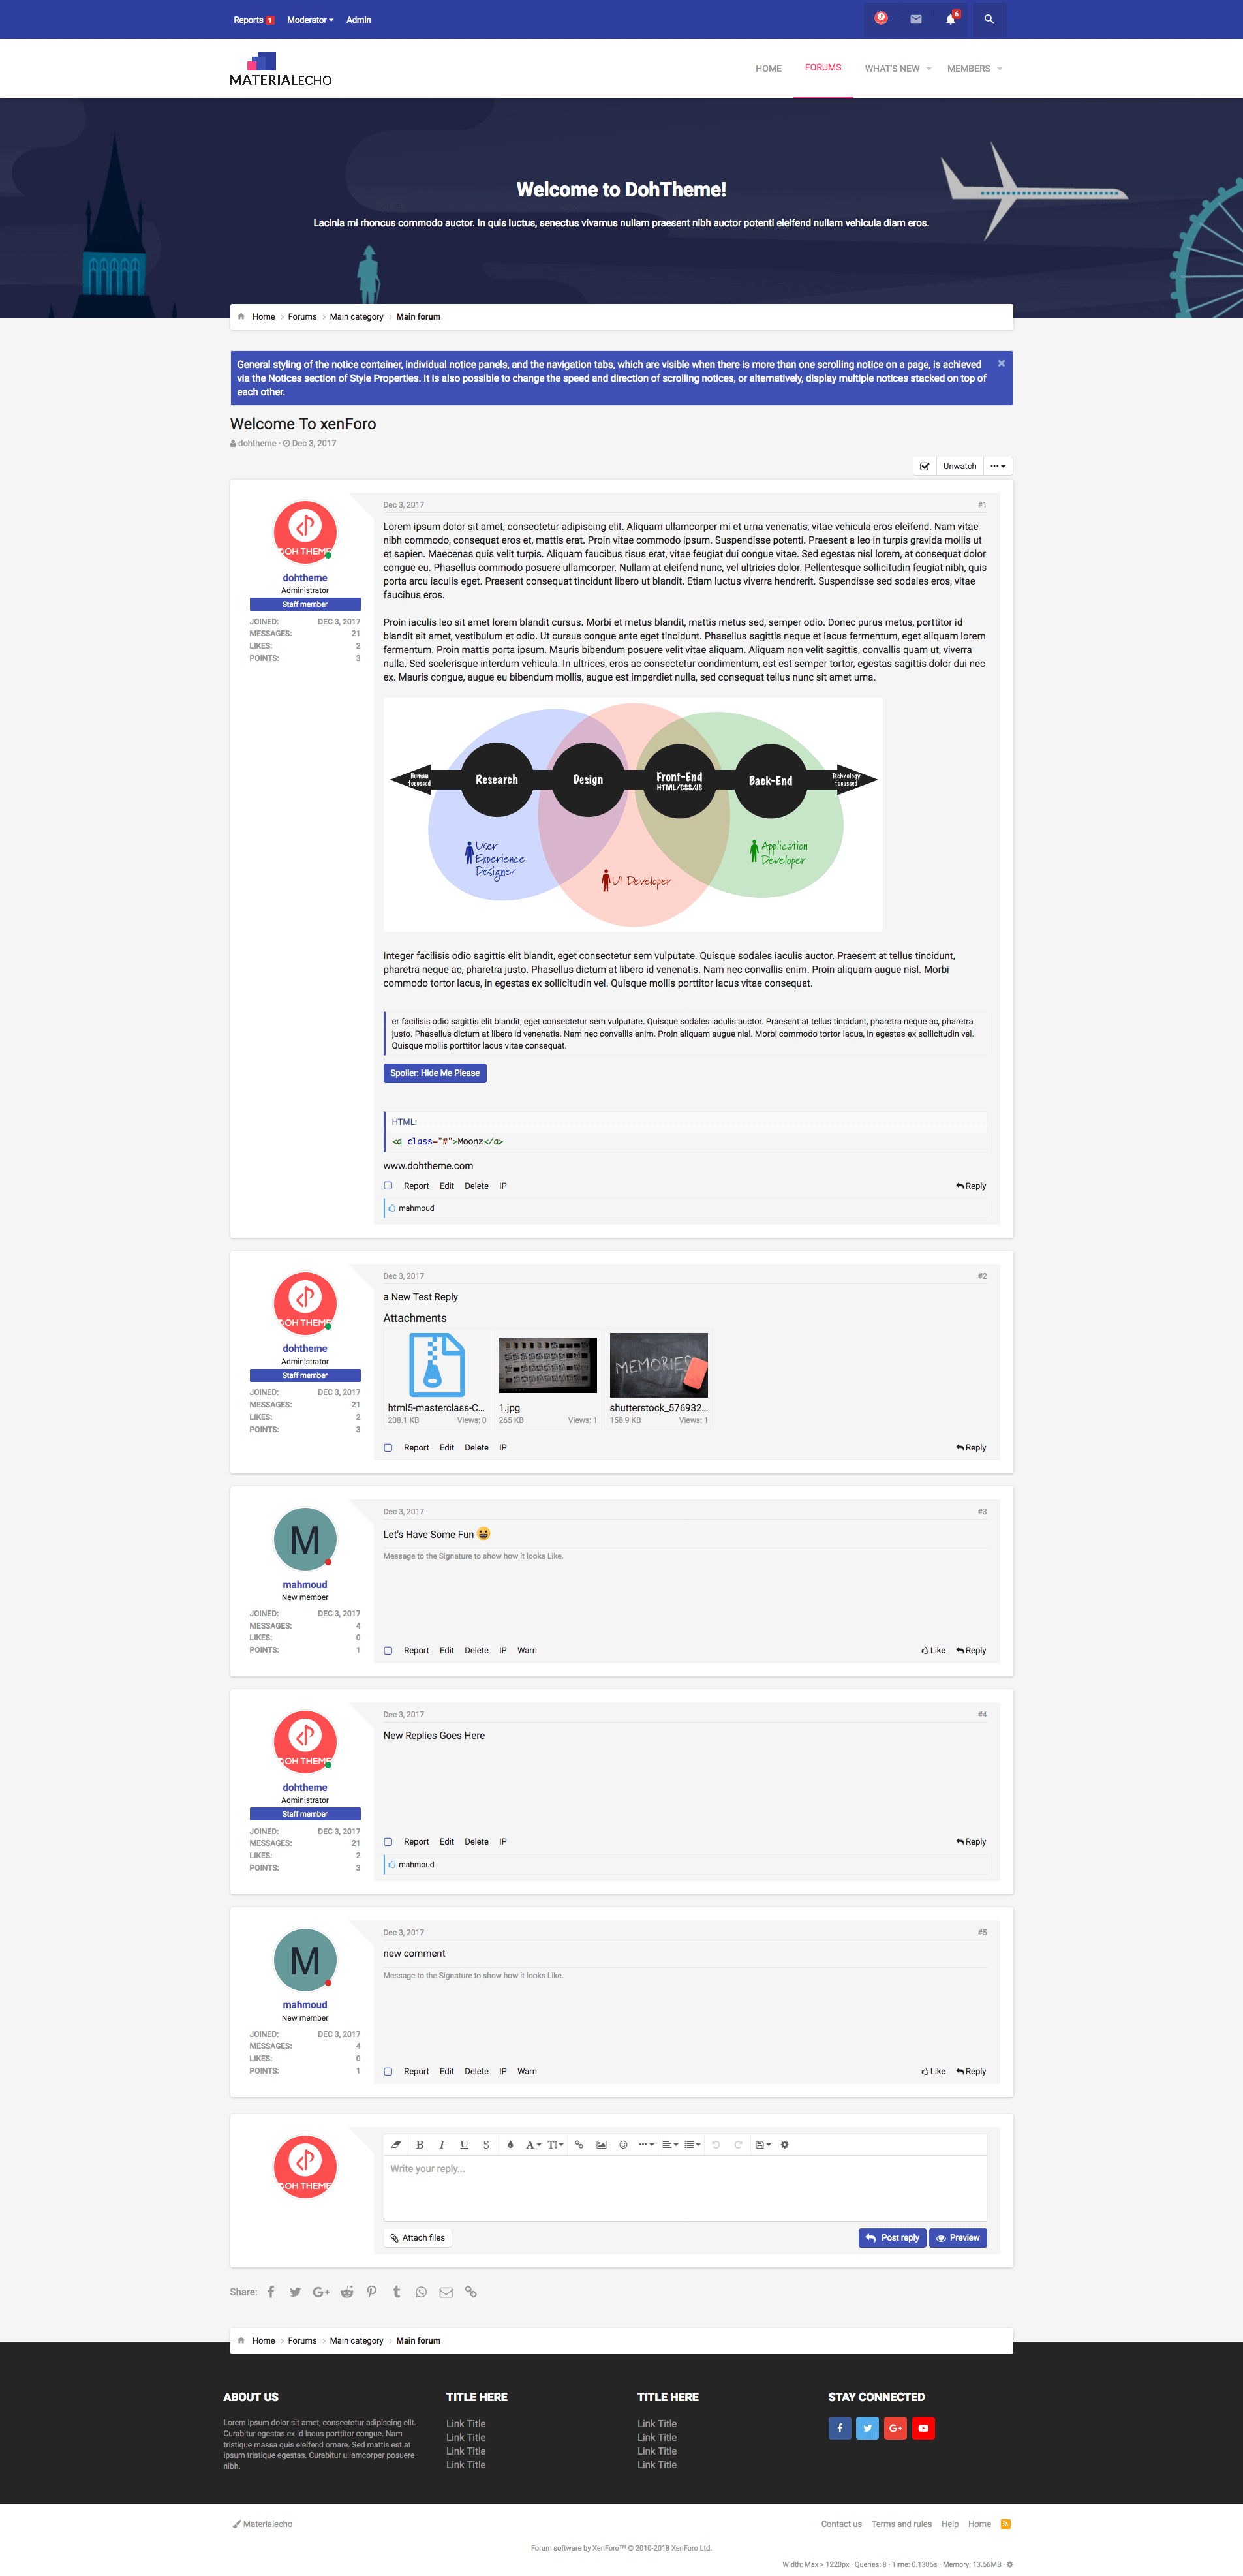 Reports 1 Moderator Admin
6
MATERIALECHO
HOME FORUMS WHAT'S NEW MEMBERS
Welcome to DohTheme!
Lacinia mi rhoncus commodo auctor. In quis luctus, senectus vivamus nullam praesent nibh auctor potenti eleifend nullam vehicula diam eros.
Home Forums Main category Main forum
General styling of the notice container, individual notice panels, and the navigation tabs, which are visible when there is more than one scrolling notice on a page, is achieved
via the Notices section of Style Properties. It is also possible to change the speed and direction of scrolling notices, or alternatively, display multiple notices stacked on top of
each other.
Welcome To xenForo
dohtheme · Dec 3, 2017
Unwatch
DOH THEME
dohtheme
Administrator
Staff member
JOINED: DEC 3, 2017
MESSAGES: 21
LIKES: 2
POINTS: 3
Dec 3, 2017 #1
Lorem ipsum dolor sit amet, consectetur adipiscing elit. Aliquam ullamcorper mi et urna venenatis, vitae vehicula eros eleifend. Nam vitae
nibh commodo, consequat eros et, mattis erat. Proin vitae commodo ipsum. Suspendisse potenti. Praesent a leo in turpis gravida mollis ut
et sapien. Maecenas quis velit turpis. Aliquam faucibus risus erat, vitae feugiat dui congue vitae. Sed egestas nisl lorem, at consequat dolor
congue eu. Phasellus commodo posuere ullamcorper. Nullam at eleifend nunc, vel ultricies dolor. Pellentesque sollicitudin feugiat nibh, quis
porta arcu iaculis eget. Praesent consequat tincidunt libero ut blandit. Etiam luctus viverra hendrerit. Suspendisse sed sodales eros, vitae
faucibus eros.
Proin iaculis leo sit amet lorem blandit cursus. Morbi et metus blandit, mattis metus sed, semper odio. Donec purus metus, porttitor id
blandit sit amet, vestibulum et odio. Ut cursus congue ante eget tincidunt. Phasellus sagittis neque et lacus fermentum, eget aliquam lorem
fermentum. Proin mattis porta ipsum. Mauris bibendum posuere velit vitae aliquam. Aliquam non velit sagittis, convallis quam ut, viverra
nulla. Sed scelerisque interdum vehicula. In ultrices, eros ac consectetur condimentum, est est semper tortor, egestas sagittis dolor dui nec
ex. Mauris congue, augue eu bibendum mollis, augue est imperdiet nulla, sed consequat tellus nunc sit amet urna.
Human focussed
Research
Design
Front-End
HTML/CSS/JS
Back-End
Technology focussed
User Experience Designer
UI Developer
Application Developer
Integer facilisis odio sagittis elit blandit, eget consectetur sem vulputate. Quisque sodales iaculis auctor. Praesent at tellus tincidunt,
pharetra neque ac, pharetra justo. Phasellus dictum at libero id venenatis. Nam nec convallis enim. Proin aliquam augue nisl. Morbi
commodo tortor lacus, in egestas ex sollicitudin vel. Quisque mollis porttitor lacus vitae consequat.
er facilisis odio sagittis elit blandit, eget consectetur sem vulputate. Quisque sodales iaculis auctor. Praesent at tellus tincidunt, pharetra neque ac, pharetra
justo. Phasellus dictum at libero id venenatis. Nam nec convallis enim. Proin aliquam augue nisl. Morbi commodo tortor lacus, in egestas ex sollicitudin vel.
Quisque mollis porttitor lacus vitae consequat.
Spoiler: Hide Me Please
HTML:
<a class="#">Moonz</a>
www.dohtheme.com
Report Edit Delete IP Reply
mahmoud
DOH THEME
dohtheme
Administrator
Staff member
JOINED: DEC 3, 2017
MESSAGES: 21
LIKES: 2
POINTS: 3
Dec 3, 2017 #2
a New Test Reply
Attachments
MEMORIES
html5-masterclass-C... 1.jpg shutterstock_576932...
208.1 KB Views: 0 265 KB Views: 1 158.9 KB Views: 1
Report Edit Delete IP Reply
M
mahmoud
New member
JOINED: DEC 3, 2017
MESSAGES: 4
LIKES: 0
POINTS: 1
Dec 3, 2017 #3
Let's Have Some Fun
Message to the Signature to show how it looks Like.
Report Edit Delete IP Warn Like Reply
DOH THEME
dohtheme
Administrator
Staff member
JOINED: DEC 3, 2017
MESSAGES: 21
LIKES: 2
POINTS: 3
Dec 3, 2017 #4
New Replies Goes Here
Report Edit Delete IP Reply
mahmoud
M
mahmoud
New member
JOINED: DEC 3, 2017
MESSAGES: 4
LIKES: 0
POINTS: 1
Dec 3, 2017 #5
new comment
Message to the Signature to show how it looks Like.
Report Edit Delete IP Warn Like Reply
DOH THEME
B I U S A T
Write your reply...
Attach files Post reply Preview
Share:
Home Forums Main category Main forum
ABOUT US
Lorem ipsum dolor sit amet, consectetur adipiscing elit.
Curabitur egestas ex id lacus porttitor congue. Nam
tristique massa quis eleifend ornare. Sed mattis est at
ipsum tristique egestas. Curabitur ullamcorper posuere
nibh.
TITLE HERE
Link Title
Link Title
Link Title
Link Title
TITLE HERE
Link Title
Link Title
Link Title
Link Title
STAY CONNECTED
Materialecho
Contact us Terms and rules Help Home
Forum software by XenForo™ © 2010-2018 XenForo Ltd.
Width: Max > 1220px · Queries: 8 · Time: 0.1305s · Memory: 13.56MB ·